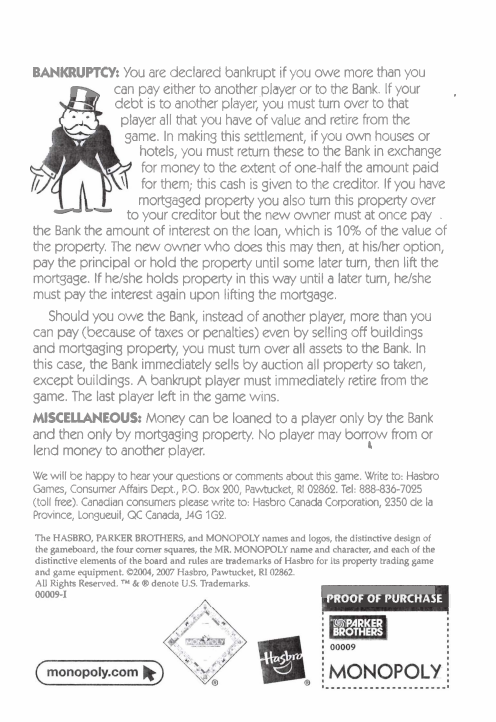 BANKRUPTCY: You are declared bankrupt if you owe more than you
can pay either to another player or to the Bank. If your
debt is to another player, you must turn over to that
player all that you have of value and retire from the
game. In making this settlement, if you own houses or
hotels, you must return these to the Bank in exchange
for money to the extent of one-half the amount paid
for them; this cash is given to the creditor. If you have
mortgaged property you also turn this property over
to your creditor but the new owner must at once pay
the Bank the amount of interest on the loan, which is 10% of the value of
the property. The new owner who does this may then, at his/her option,
pay the principal or hold the property until some later turn, then lift the
mortgage. If he/she holds property in this way until a later turn, he/she
must pay the interest again upon lifting the mortgage.
Should you owe the Bank, instead of another player, more than you
can pay (because of taxes or penalties) even by selling off buildings
and mortgaging property, you must turn over all assets to the Bank. In
this case, the Bank immediately sells by auction all property so taken,
except buildings. A bankrupt player must immediately retire from the
game. The last player left in the game wins.
MISCELLANEOUS: Money can be loaned to a player only by the Bank
and then only by mortgaging property. No player may borrow from or
lend money to another player.
We will be happy to hear your questions or comments about this game. Write to: Hasbro
Games, Consumer Affairs Dept., P.O. Box 200, Pawtucket, RI 02862. Tel: 888-836-7025
(toll free). Canadian consumers please write to: Hasbro Canada Corporation, 2350 de la
Province, Longueuil, QC Canada, J4G 1G2.
The HASBRO, PARKER BROTHERS, and MONOPOLY names and logos, the distinctive design of
the gameboard, the four corner squares, the MR. MONOPOLY name and character, and each of the
distinctive elements of the board and rules are trademarks of Hasbro for its property trading game
and game equipment. ©2004, 2007 Hasbro, Pawtucket, RI 02862.
All Rights Reserved. ™ & ® denote U.S. Trademarks.
00009-I
PROOF OF PURCHASE
PARKER
BROTHERS
00009
MONOPOLY
monopoly.com
®
Hasbro
®